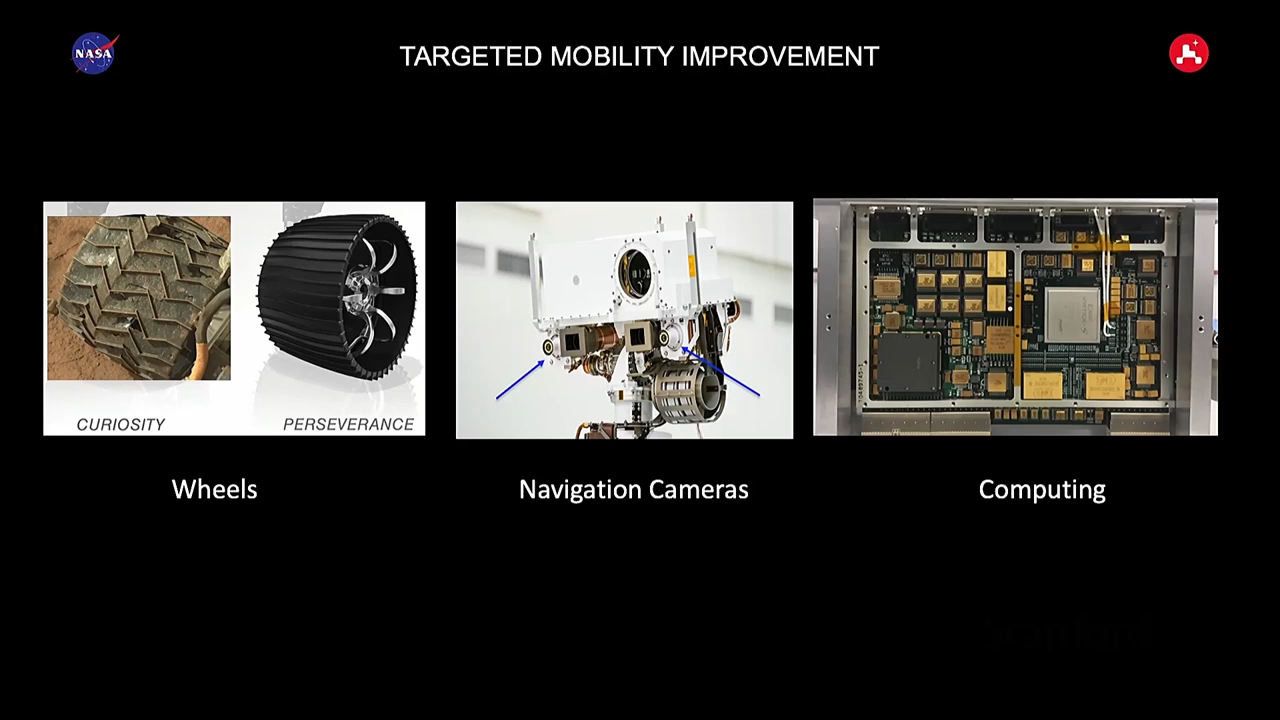 NASA
TARGETED MOBILITY IMPROVEMENT
CURIOSITY
PERSEVERANCE
Wheels
Navigation Cameras
Computing